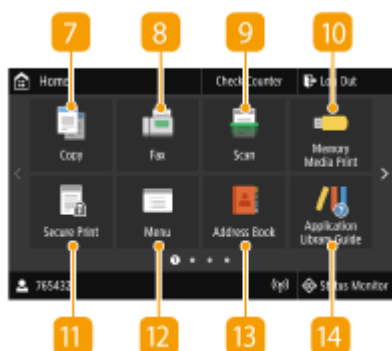 7 8 9 10
Home Check Counter Log Out
Copy Fax Scan Memory Media Print
Secure Print Menu Address Book Application Library Guide
765432 Status Monitor
11 12 13 14